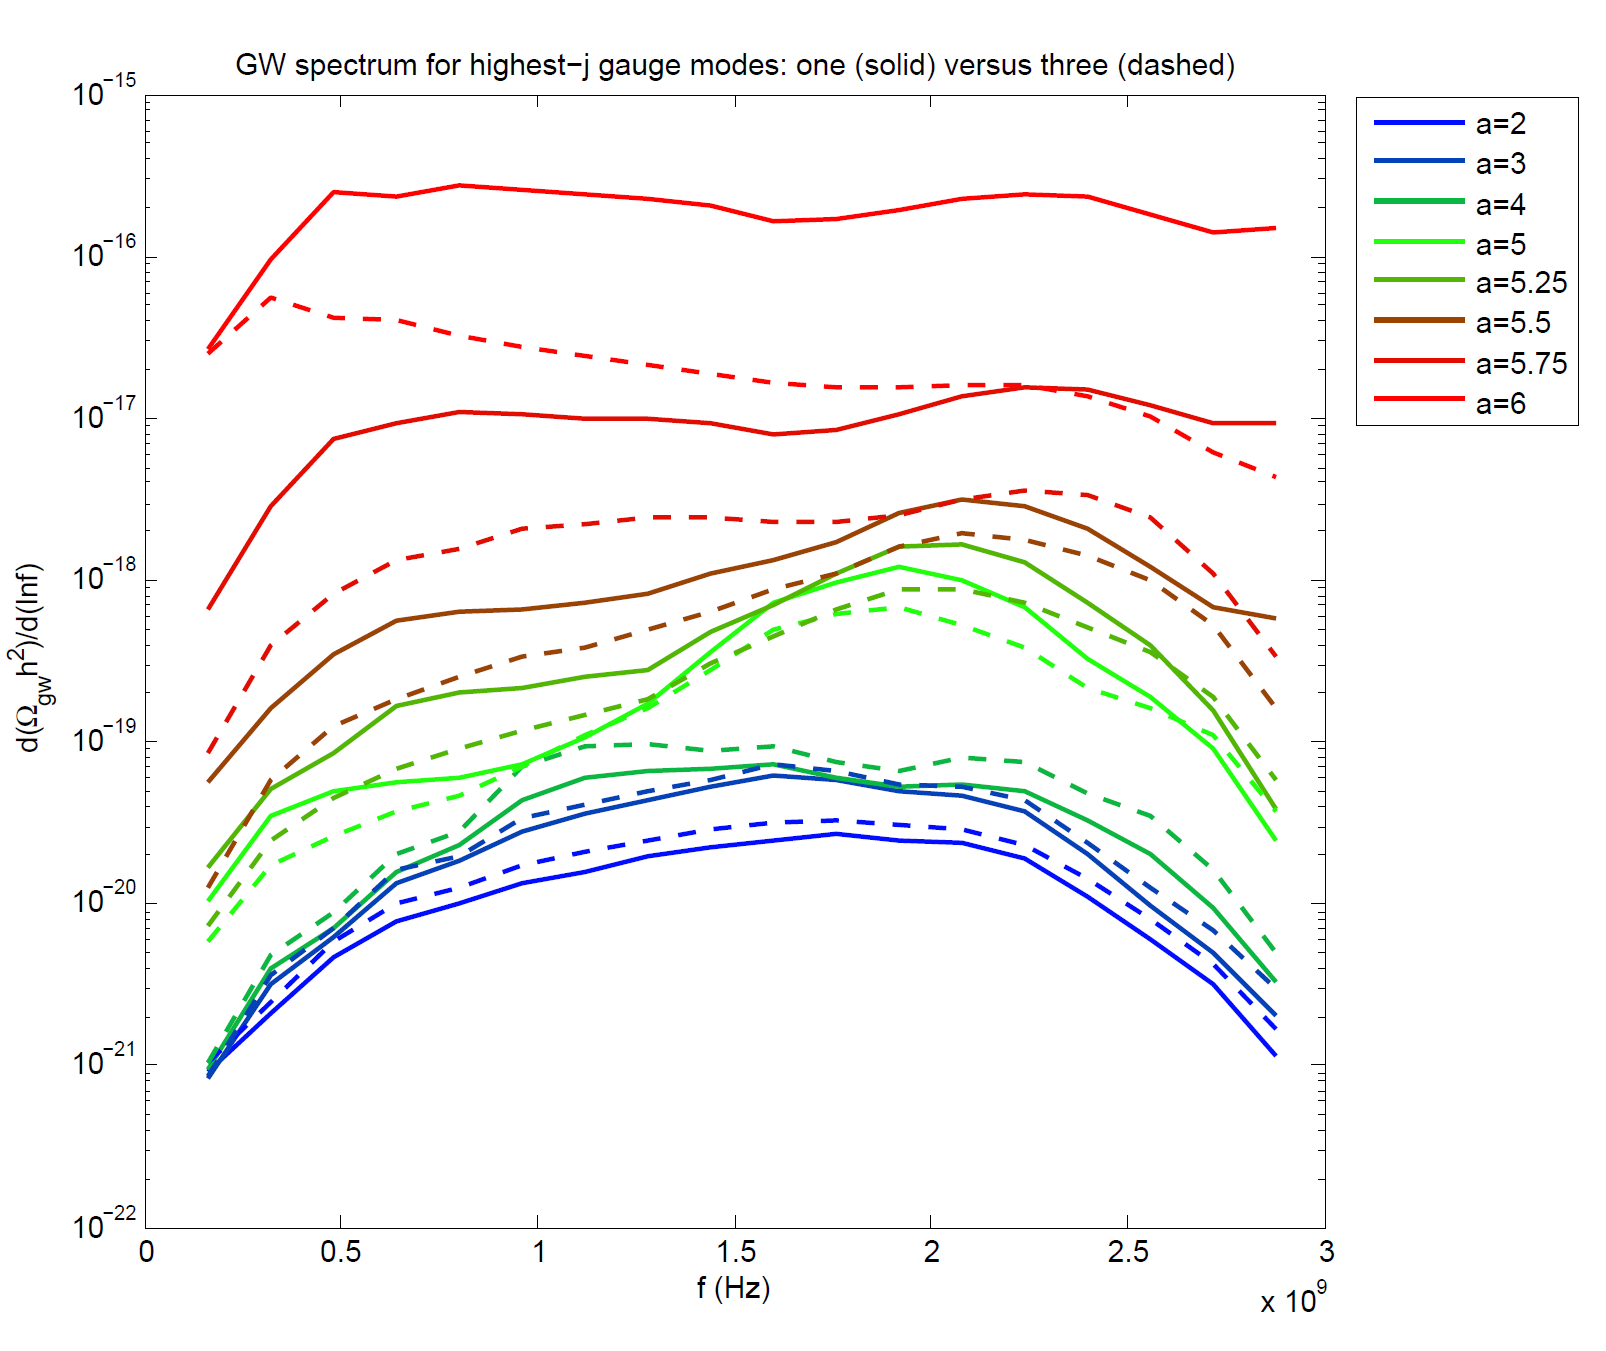 GW spectrum for highest−j gauge modes: one (solid) versus three (dashed)
d(Ω_gw h^2)/d(lnf)
10^−15
10^−16
10^−17
10^−18
10^−19
10^−20
10^−21
10^−22
0 0.5 1 1.5 2 2.5 3
f (Hz)
x 10^9
a=2
a=3
a=4
a=5
a=5.25
a=5.5
a=5.75
a=6